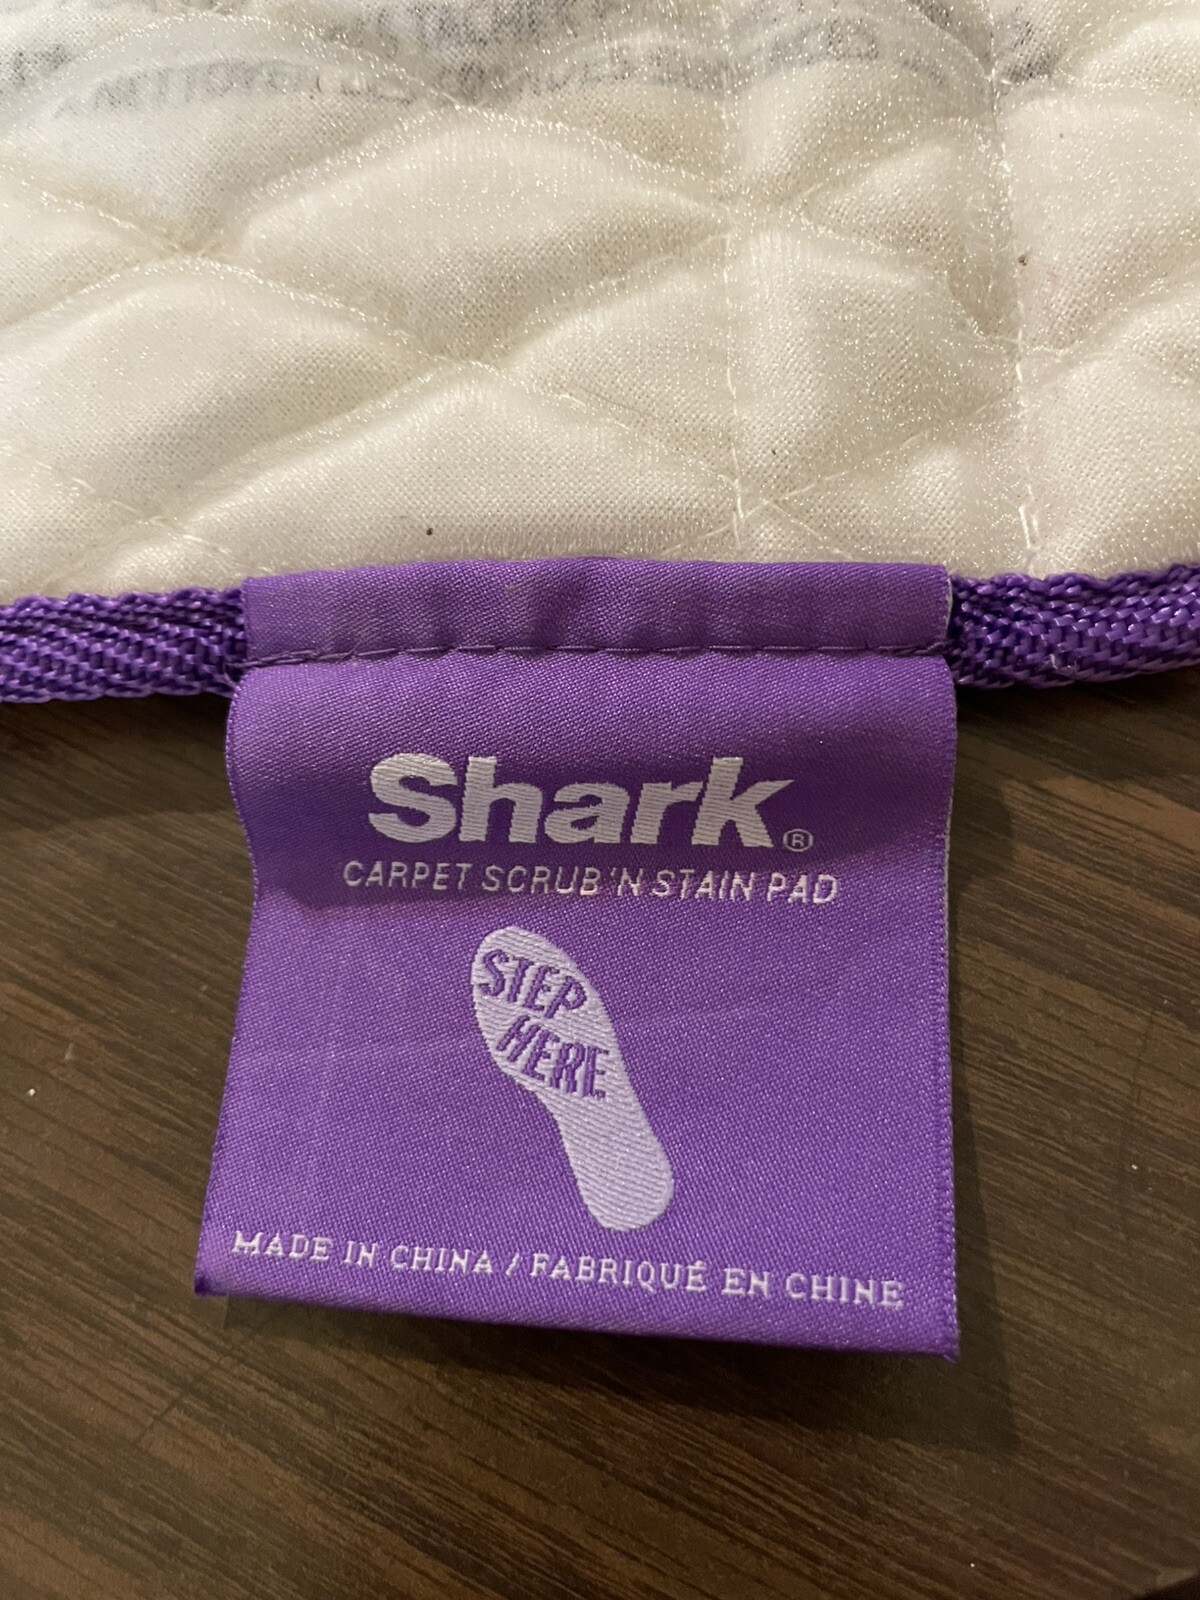 Shark®
CARPET SCRUB'N STAIN PAD
STEP
HERE
MADE IN CHINA / FABRIQUÉ EN CHINE